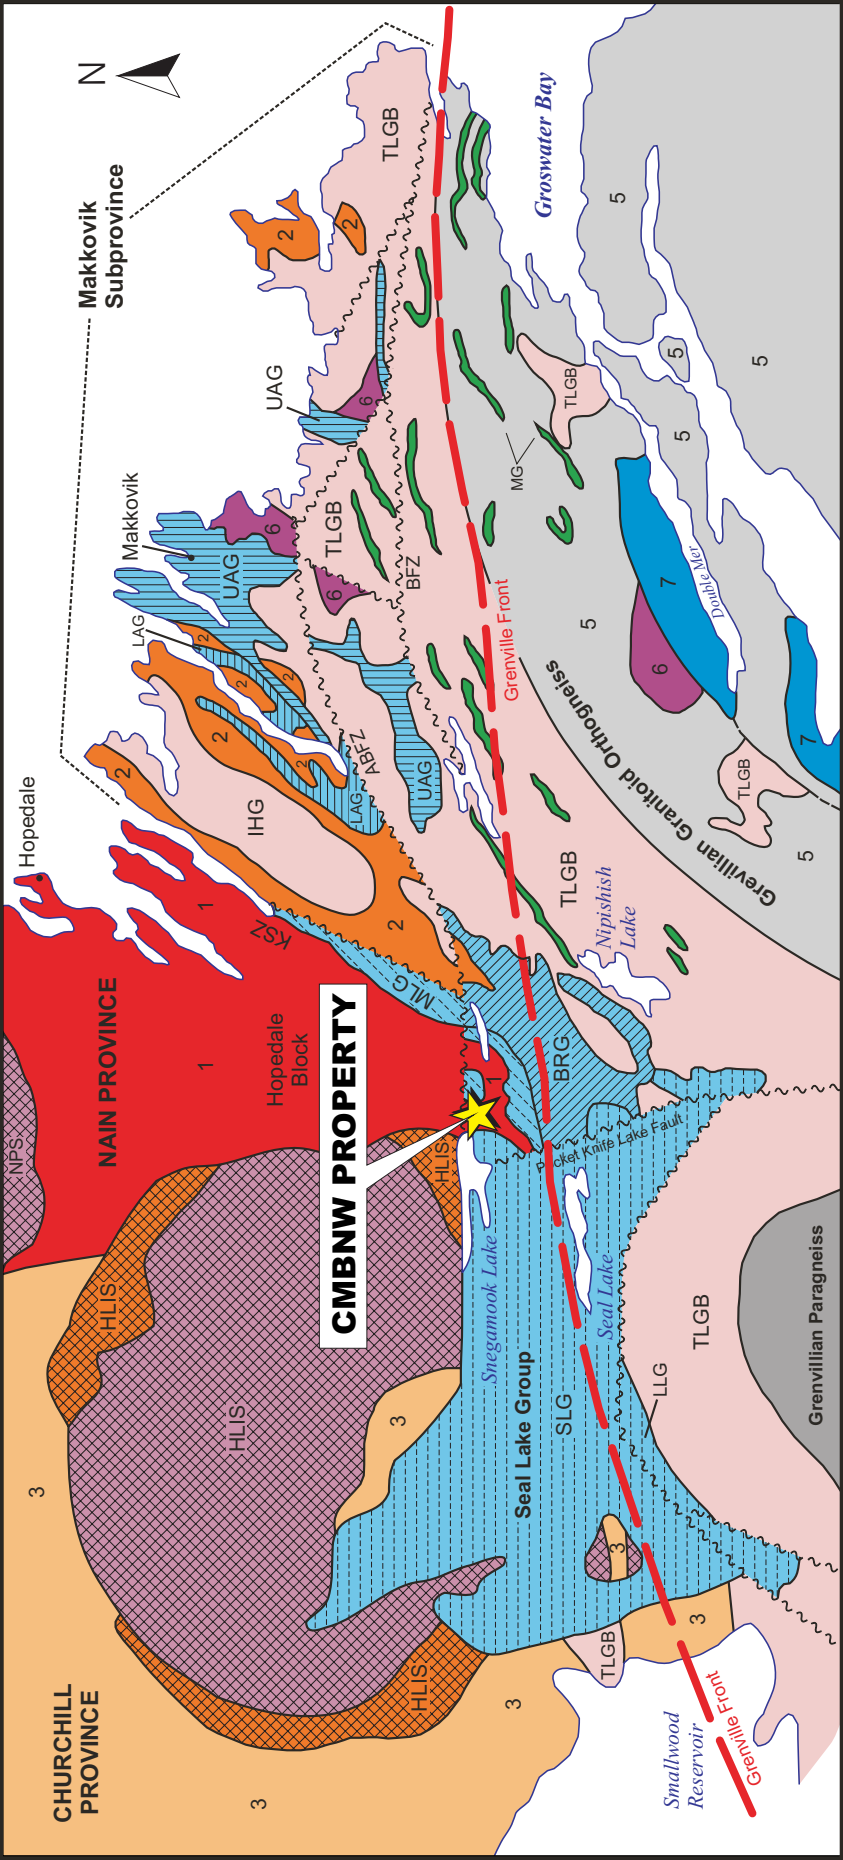 CHURCHILL
PROVINCE
3
3
3
3
3
3
HLIS
HLIS
HLIS
HLIS
NPS
NAIN PROVINCE
1
1
1
Hopedale
Block
Hopedale
CMBNW PROPERTY
KSZ
MLG
IHG
2
2
2
2
2
2
2
2
2
LAG
LAG
ABFZ
UAG
UAG
UAG
Makkovik
Makkovik
Subprovince
N
6
6
6
6
TLGB
TLGB
TLGB
TLGB
TLGB
TLGB
TLGB
BFZ
MG
Grenville Front
Grenville Front
Groswater Bay
5
5
5
5
5
5
7
7
Double Mer
Grevillian Granitoid Orthogneiss
Nipishish
Lake
BRG
Pocket Knife Lake Fault
Snegamook Lake
Seal Lake
Seal Lake Group
SLG
LLG
Grenvillian Paragneiss
Smallwood
Reservoir